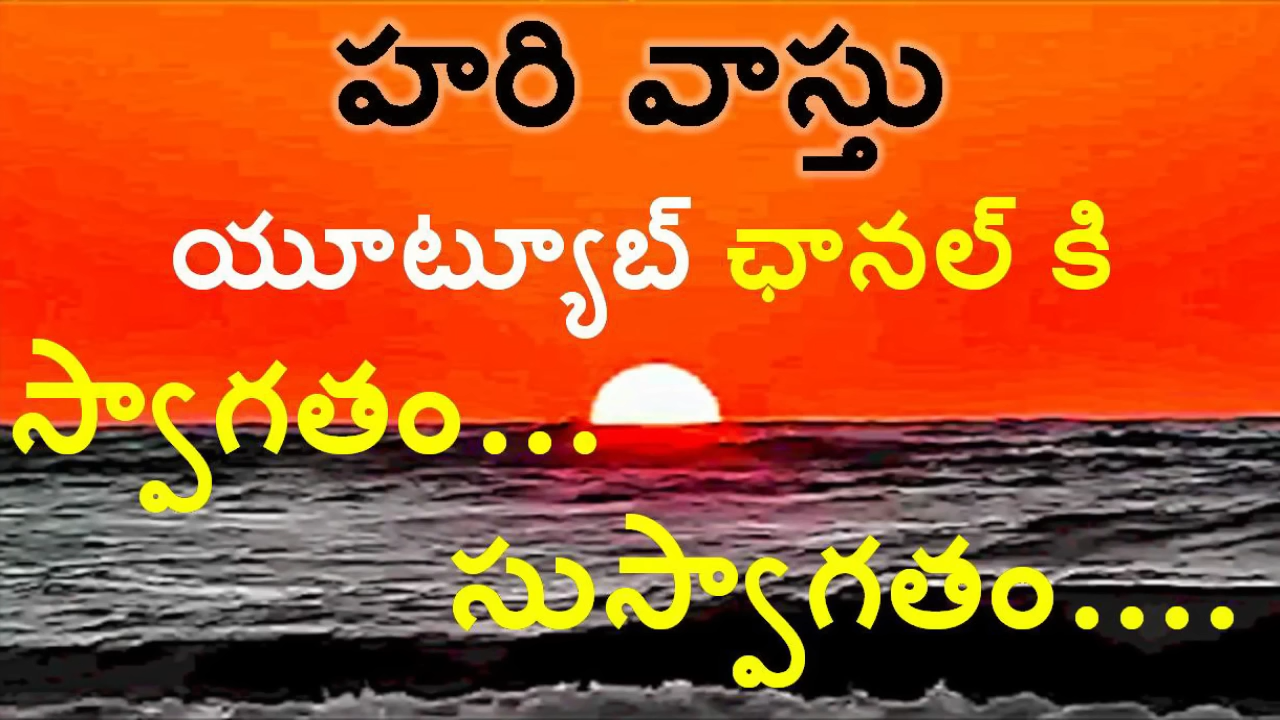 హరి వాస్తు
యూట్యూబ్ ఛానల్ కి
స్వాగతం...
సుస్వాగతం....